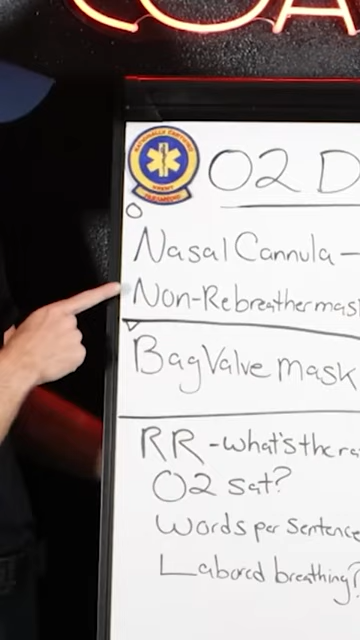 O2 D
Nasal Cannula -
Non-Rebreather mas
Bag Valve mask
RR - what's the ra
O2 sat?
Words per sentence
Labored breathing?